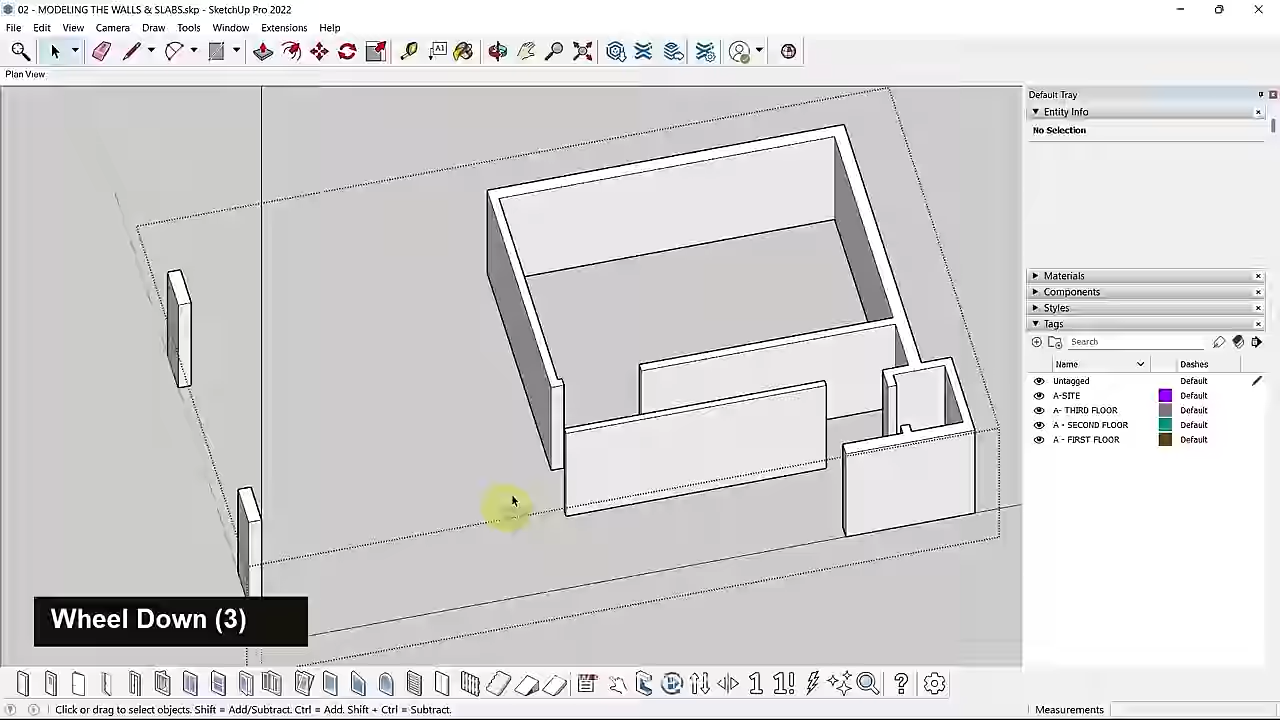 02 - MODELING THE WALLS & SLABS.skp - SketchUp Pro 2022
File Edit View Camera Draw Tools Window Extensions Help
A1
Plan View
Default Tray
Entity Info
No Selection
Materials
Components
Styles
Tags
Search
Name Dashes
Untagged Default
A-SITE Default
A- THIRD FLOOR Default
A - SECOND FLOOR Default
A - FIRST FLOOR Default
Wheel Down (3)
1 1! ?
Click or drag to select objects. Shift = Add/Subtract. Ctrl = Add. Shift + Ctrl = Subtract.
Measurements